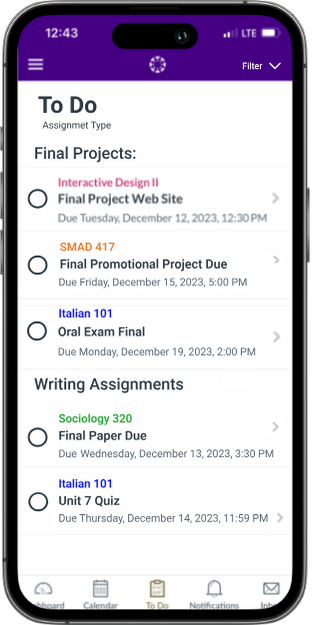 12:43
LTE
Filter
To Do
Assignmet Type
Final Projects:
Interactive Design II
Final Project Web Site
Due Tuesday, December 12, 2023, 12:30 PM
SMAD 417
Final Promotional Project Due
Due Friday, December 15, 2023, 5:00 PM
Italian 101
Oral Exam Final
Due Monday, December 19, 2023, 2:00 PM
Writing Assignments
Sociology 320
Final Paper Due
Due Wednesday, December 13, 2023, 3:30 PM
Italian 101
Unit 7 Quiz
Due Thursday, December 14, 2023, 11:59 PM
Calendar
To Do
Notifications